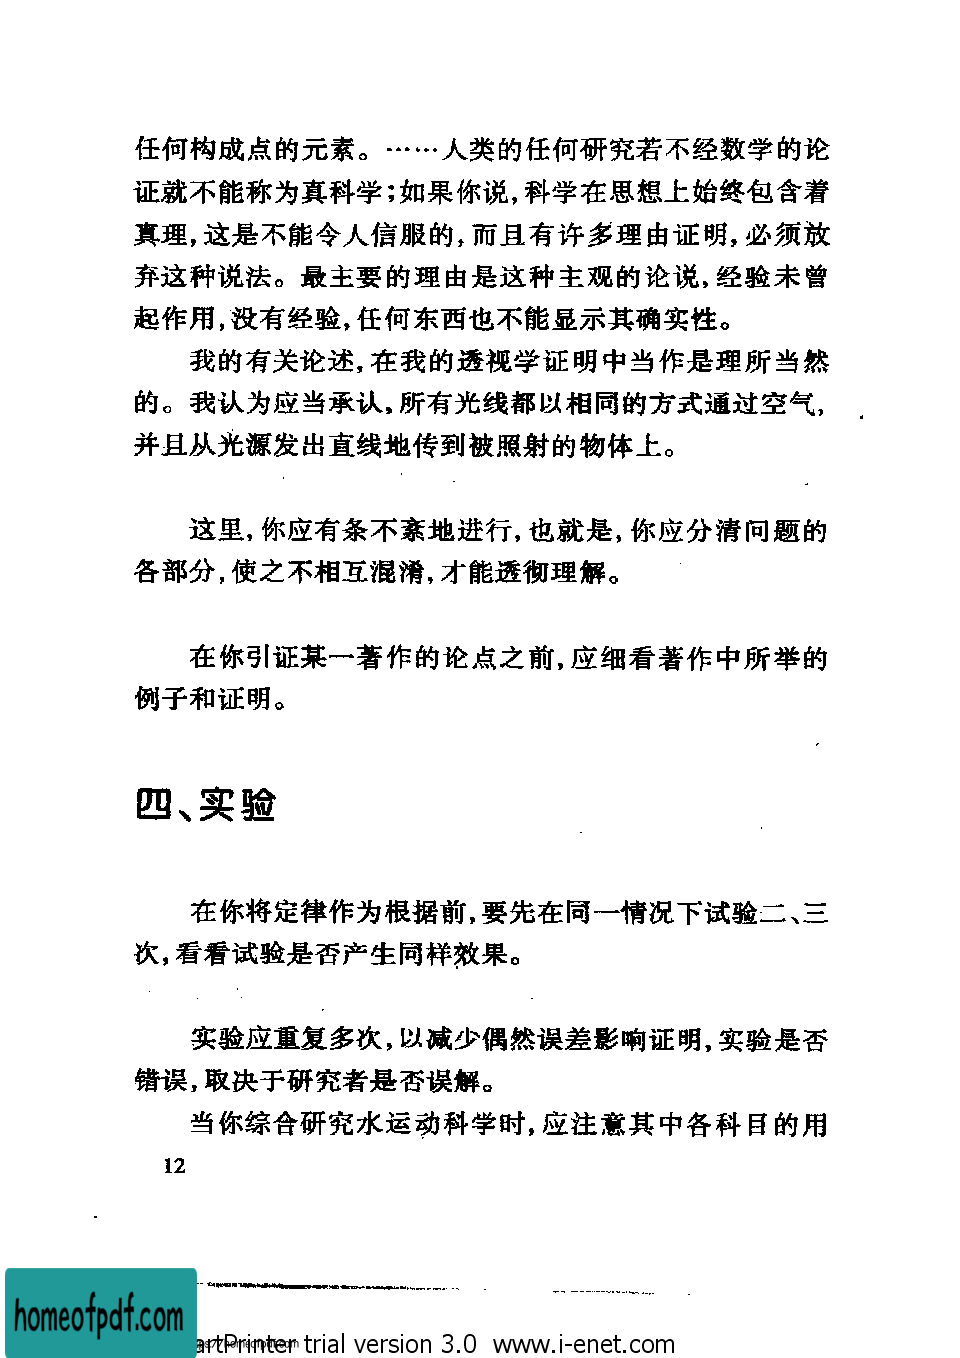 任何构成点的元素。……人类的任何研究若不经数学的论
证就不能称为真科学;如果你说,科学在思想上始终包含着
真理,这是不能令人信服的,而且有许多理由证明,必须放
弃这种说法。最主要的理由是这种主观的论说,经验未曾
起作用,没有经验,任何东西也不能显示其确实性。
我的有关论述,在我的透视学证明中当作是理所当然
的。我认为应当承认,所有光线都以相同的方式通过空气,
并且从光源发出直线地传到被照射的物体上。
这里,你应有条不紊地进行,也就是,你应分清问题的
各部分,使之不相互混淆,才能透彻理解。
在你引证某一著作的论点之前,应细看著作中所举的
例子和证明。
四、实验
在你将定律作为根据前,要先在同一情况下试验二、三
次,看看试验是否产生同样效果。
实验应重复多次,以减少偶然误差影响证明,实验是否
错误,取决于研究者是否误解。
当你综合研究水运动科学时,应注意其中各科目的用
12
homeofpdf.com
artPrinter trial version 3.0 www.i-enet.com